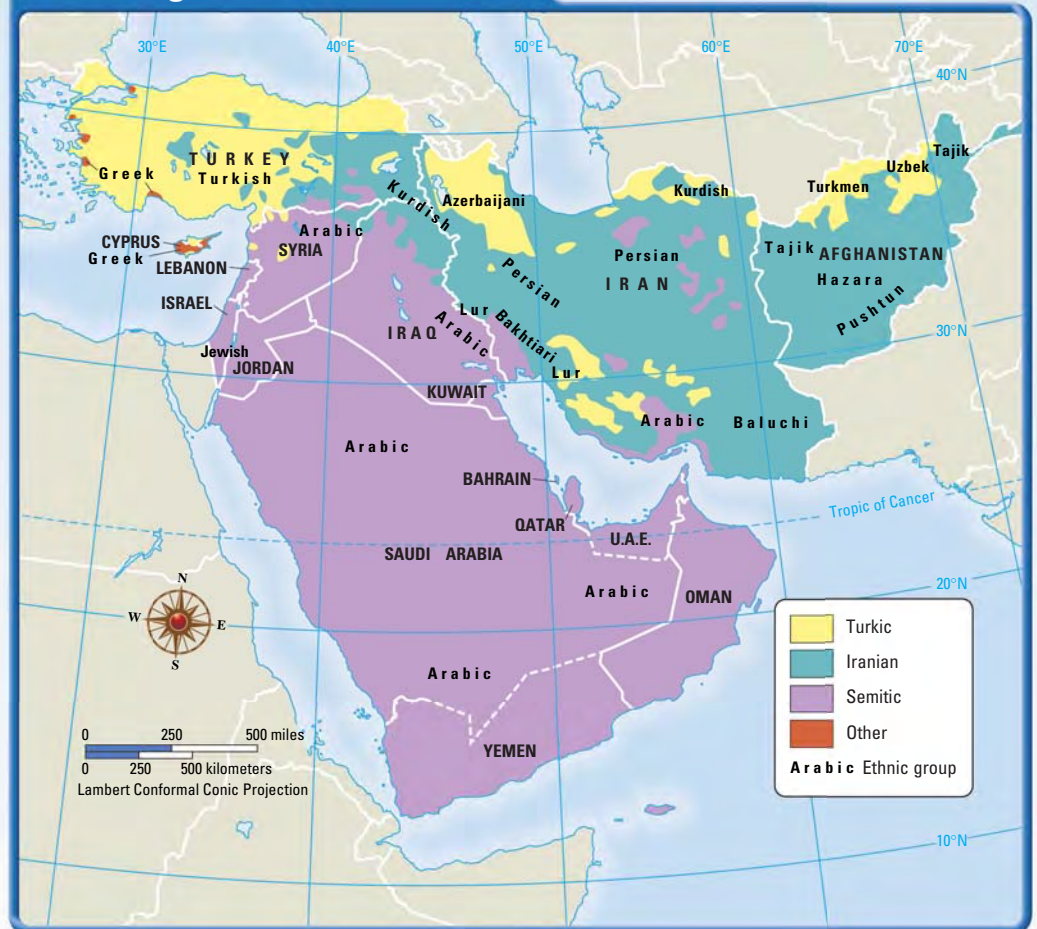 30°E
40°E
50°E
60°E
70°E
40°N
TURKEY
Turkish
Greek
Kurdish
Azerbaijani
Kurdish
Turkmen
Uzbek
Tajik
CYPRUS
Greek
LEBANON
Arabic
SYRIA
Persian
Persian
IRAN
Tajik
AFGHANISTAN
Hazara
Pushtun
ISRAEL
Lur
Bakhtiari
Lur
IRAQ
Arabic
30°N
Jewish
JORDAN
KUWAIT
Arabic
Arabic
Baluchi
BAHRAIN
QATAR
U.A.E.
Tropic of Cancer
SAUDI ARABIA
Arabic
OMAN
20°N
N
W
E
S
Arabic
YEMEN
0 250 500 miles
0 250 500 kilometers
Lambert Conformal Conic Projection
Turkic
Iranian
Semitic
Other
Arabic Ethnic group
10°N